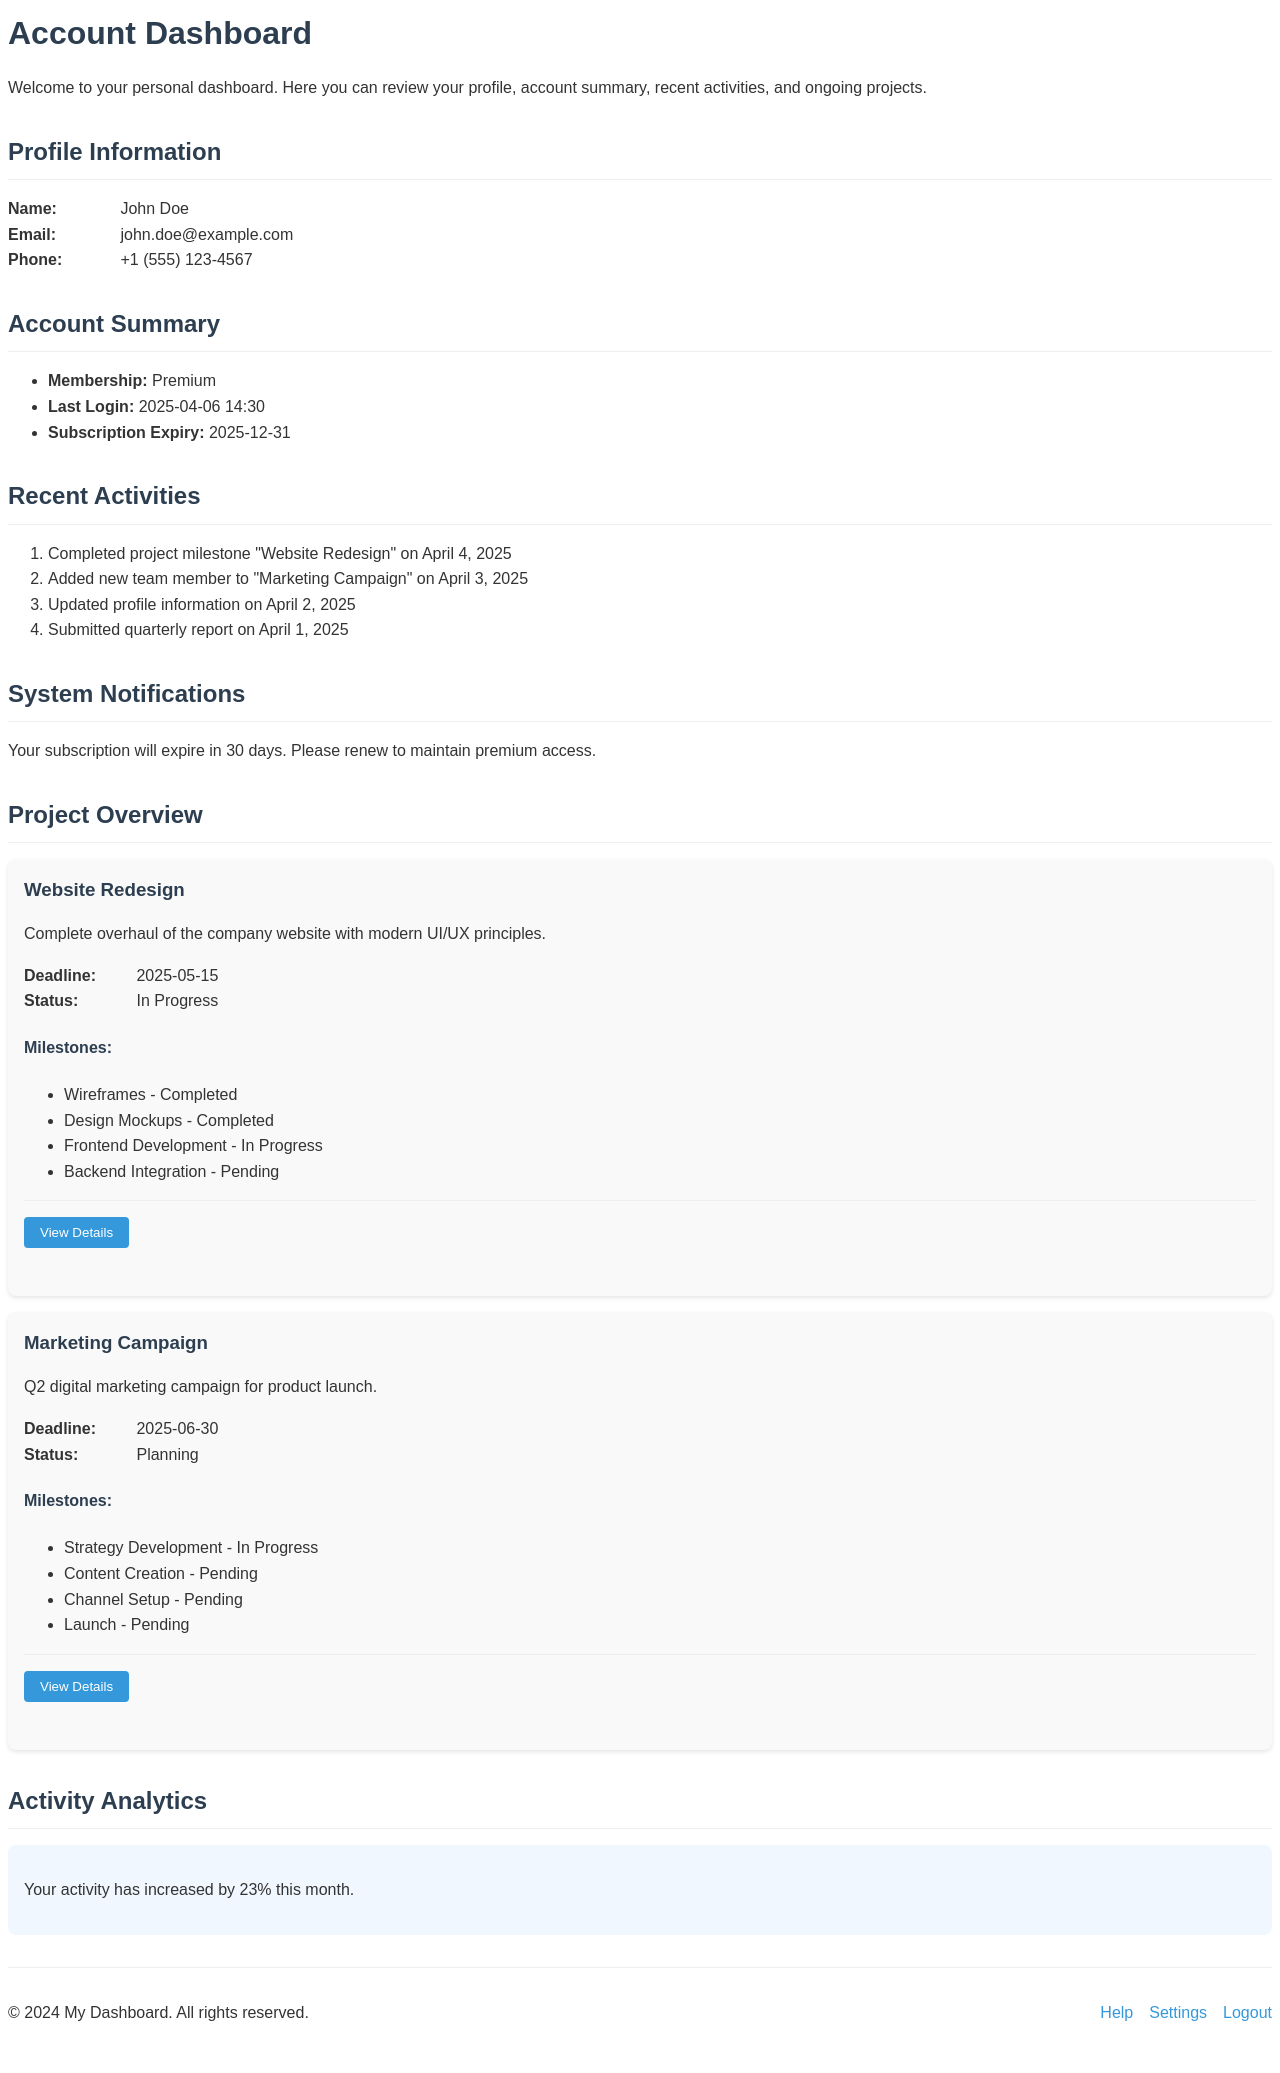 Account Dashboard
Welcome to your personal dashboard. Here you can review your profile, account summary, recent activities, and ongoing projects.
Profile Information
Name: John Doe
Email: john.doe@example.com
Phone: +1 (555) 123-4567
Account Summary
• Membership: Premium
• Last Login: 2025-04-06 14:30
• Subscription Expiry: 2025-12-31
Recent Activities
1. Completed project milestone "Website Redesign" on April 4, 2025
2. Added new team member to "Marketing Campaign" on April 3, 2025
3. Updated profile information on April 2, 2025
4. Submitted quarterly report on April 1, 2025
System Notifications
Your subscription will expire in 30 days. Please renew to maintain premium access.
Project Overview
Website Redesign
Complete overhaul of the company website with modern UI/UX principles.
Deadline: 2025-05-15
Status: In Progress
Milestones:
• Wireframes - Completed
• Design Mockups - Completed
• Frontend Development - In Progress
• Backend Integration - Pending
View Details
Marketing Campaign
Q2 digital marketing campaign for product launch.
Deadline: 2025-06-30
Status: Planning
Milestones:
• Strategy Development - In Progress
• Content Creation - Pending
• Channel Setup - Pending
• Launch - Pending
View Details
Activity Analytics
Your activity has increased by 23% this month.
© 2024 My Dashboard. All rights reserved. Help Settings Logout